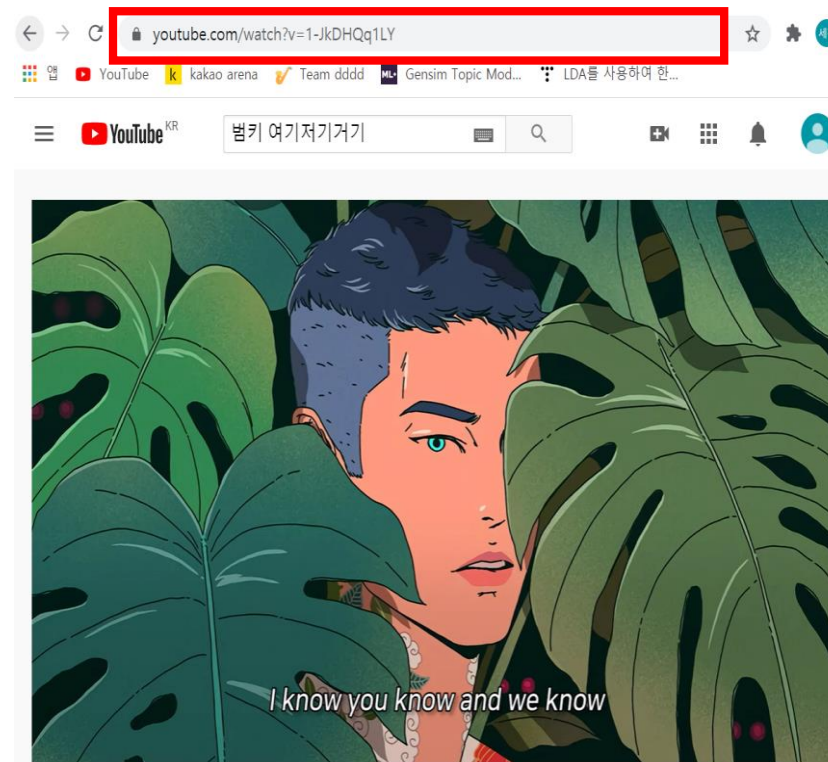 youtube.com/watch?v=1-JkDHQq1LY
앱 YouTube k kakao arena Team dddd ML+ Gensim Topic Mod... LDA를 사용하여 한...
YouTube KR 범키 여기저기거기
I know you know and we know